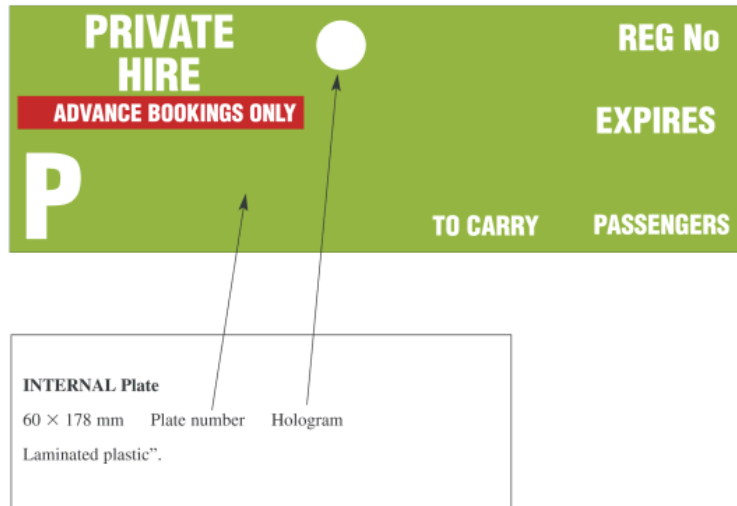 PRIVATE
HIRE
REG No
ADVANCE BOOKINGS ONLY
EXPIRES
P
TO CARRY PASSENGERS
INTERNAL Plate
60 × 178 mm Plate number Hologram
Laminated plastic”.